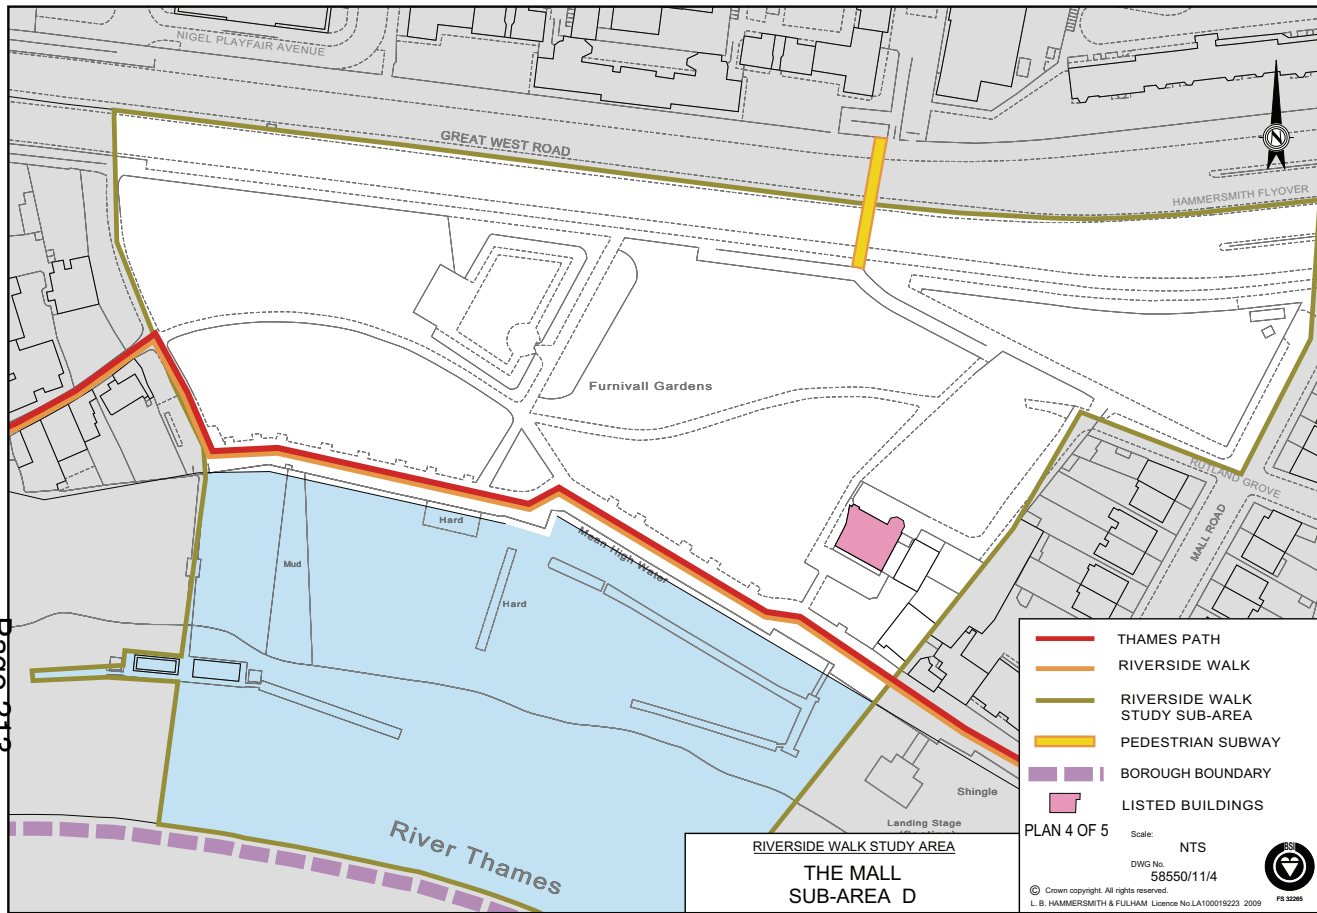 NIGEL PLAYFAIR AVENUE
GREAT WEST ROAD
N
HAMMERSMITH FLYOVER
Furnivall Gardens
RUTLAND GROVE
MALL ROAD
Hard
Mean High Water
Mud
Hard
Page 213
Shingle
Landing Stage
River Thames
THAMES PATH
RIVERSIDE WALK
RIVERSIDE WALK
STUDY SUB-AREA
PEDESTRIAN SUBWAY
BOROUGH BOUNDARY
LISTED BUILDINGS
PLAN 4 OF 5
Scale:
NTS
DWG No.
58550/11/4
© Crown copyright. All rights reserved.
L. B. HAMMERSMITH & FULHAM Licence No.LA100019223 2009
BSI
FS 32265
RIVERSIDE WALK STUDY AREA
THE MALL
SUB-AREA D